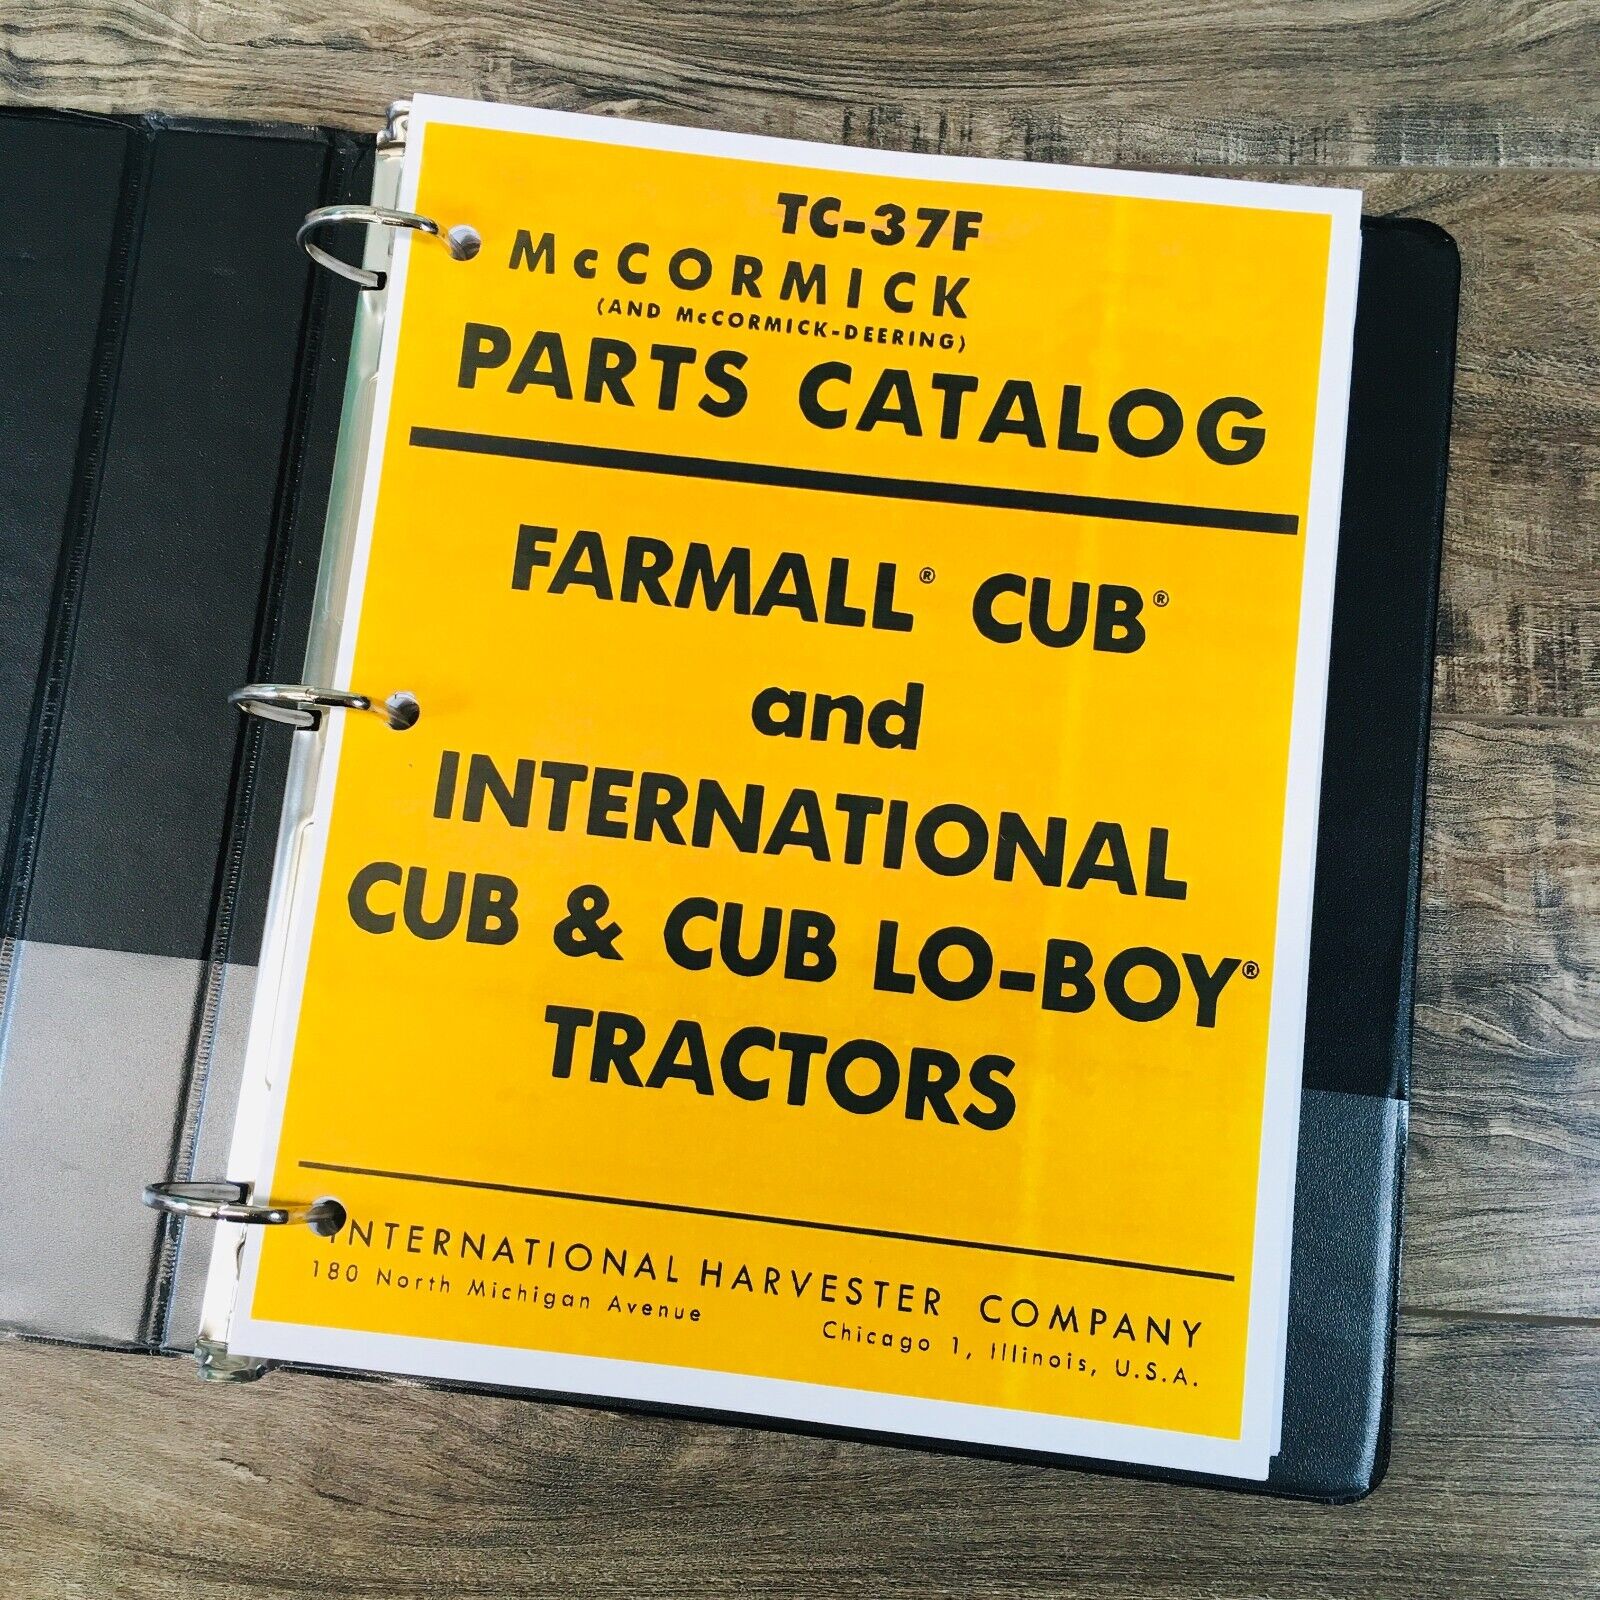 TC-37F
McCORMICK
(AND McCORMICK-DEERING)
PARTS CATALOG
FARMALL® CUB®
and
INTERNATIONAL
CUB & CUB LO-BOY®
TRACTORS
INTERNATIONAL HARVESTER COMPANY
180 North Michigan Avenue Chicago 1, Illinois, U.S.A.